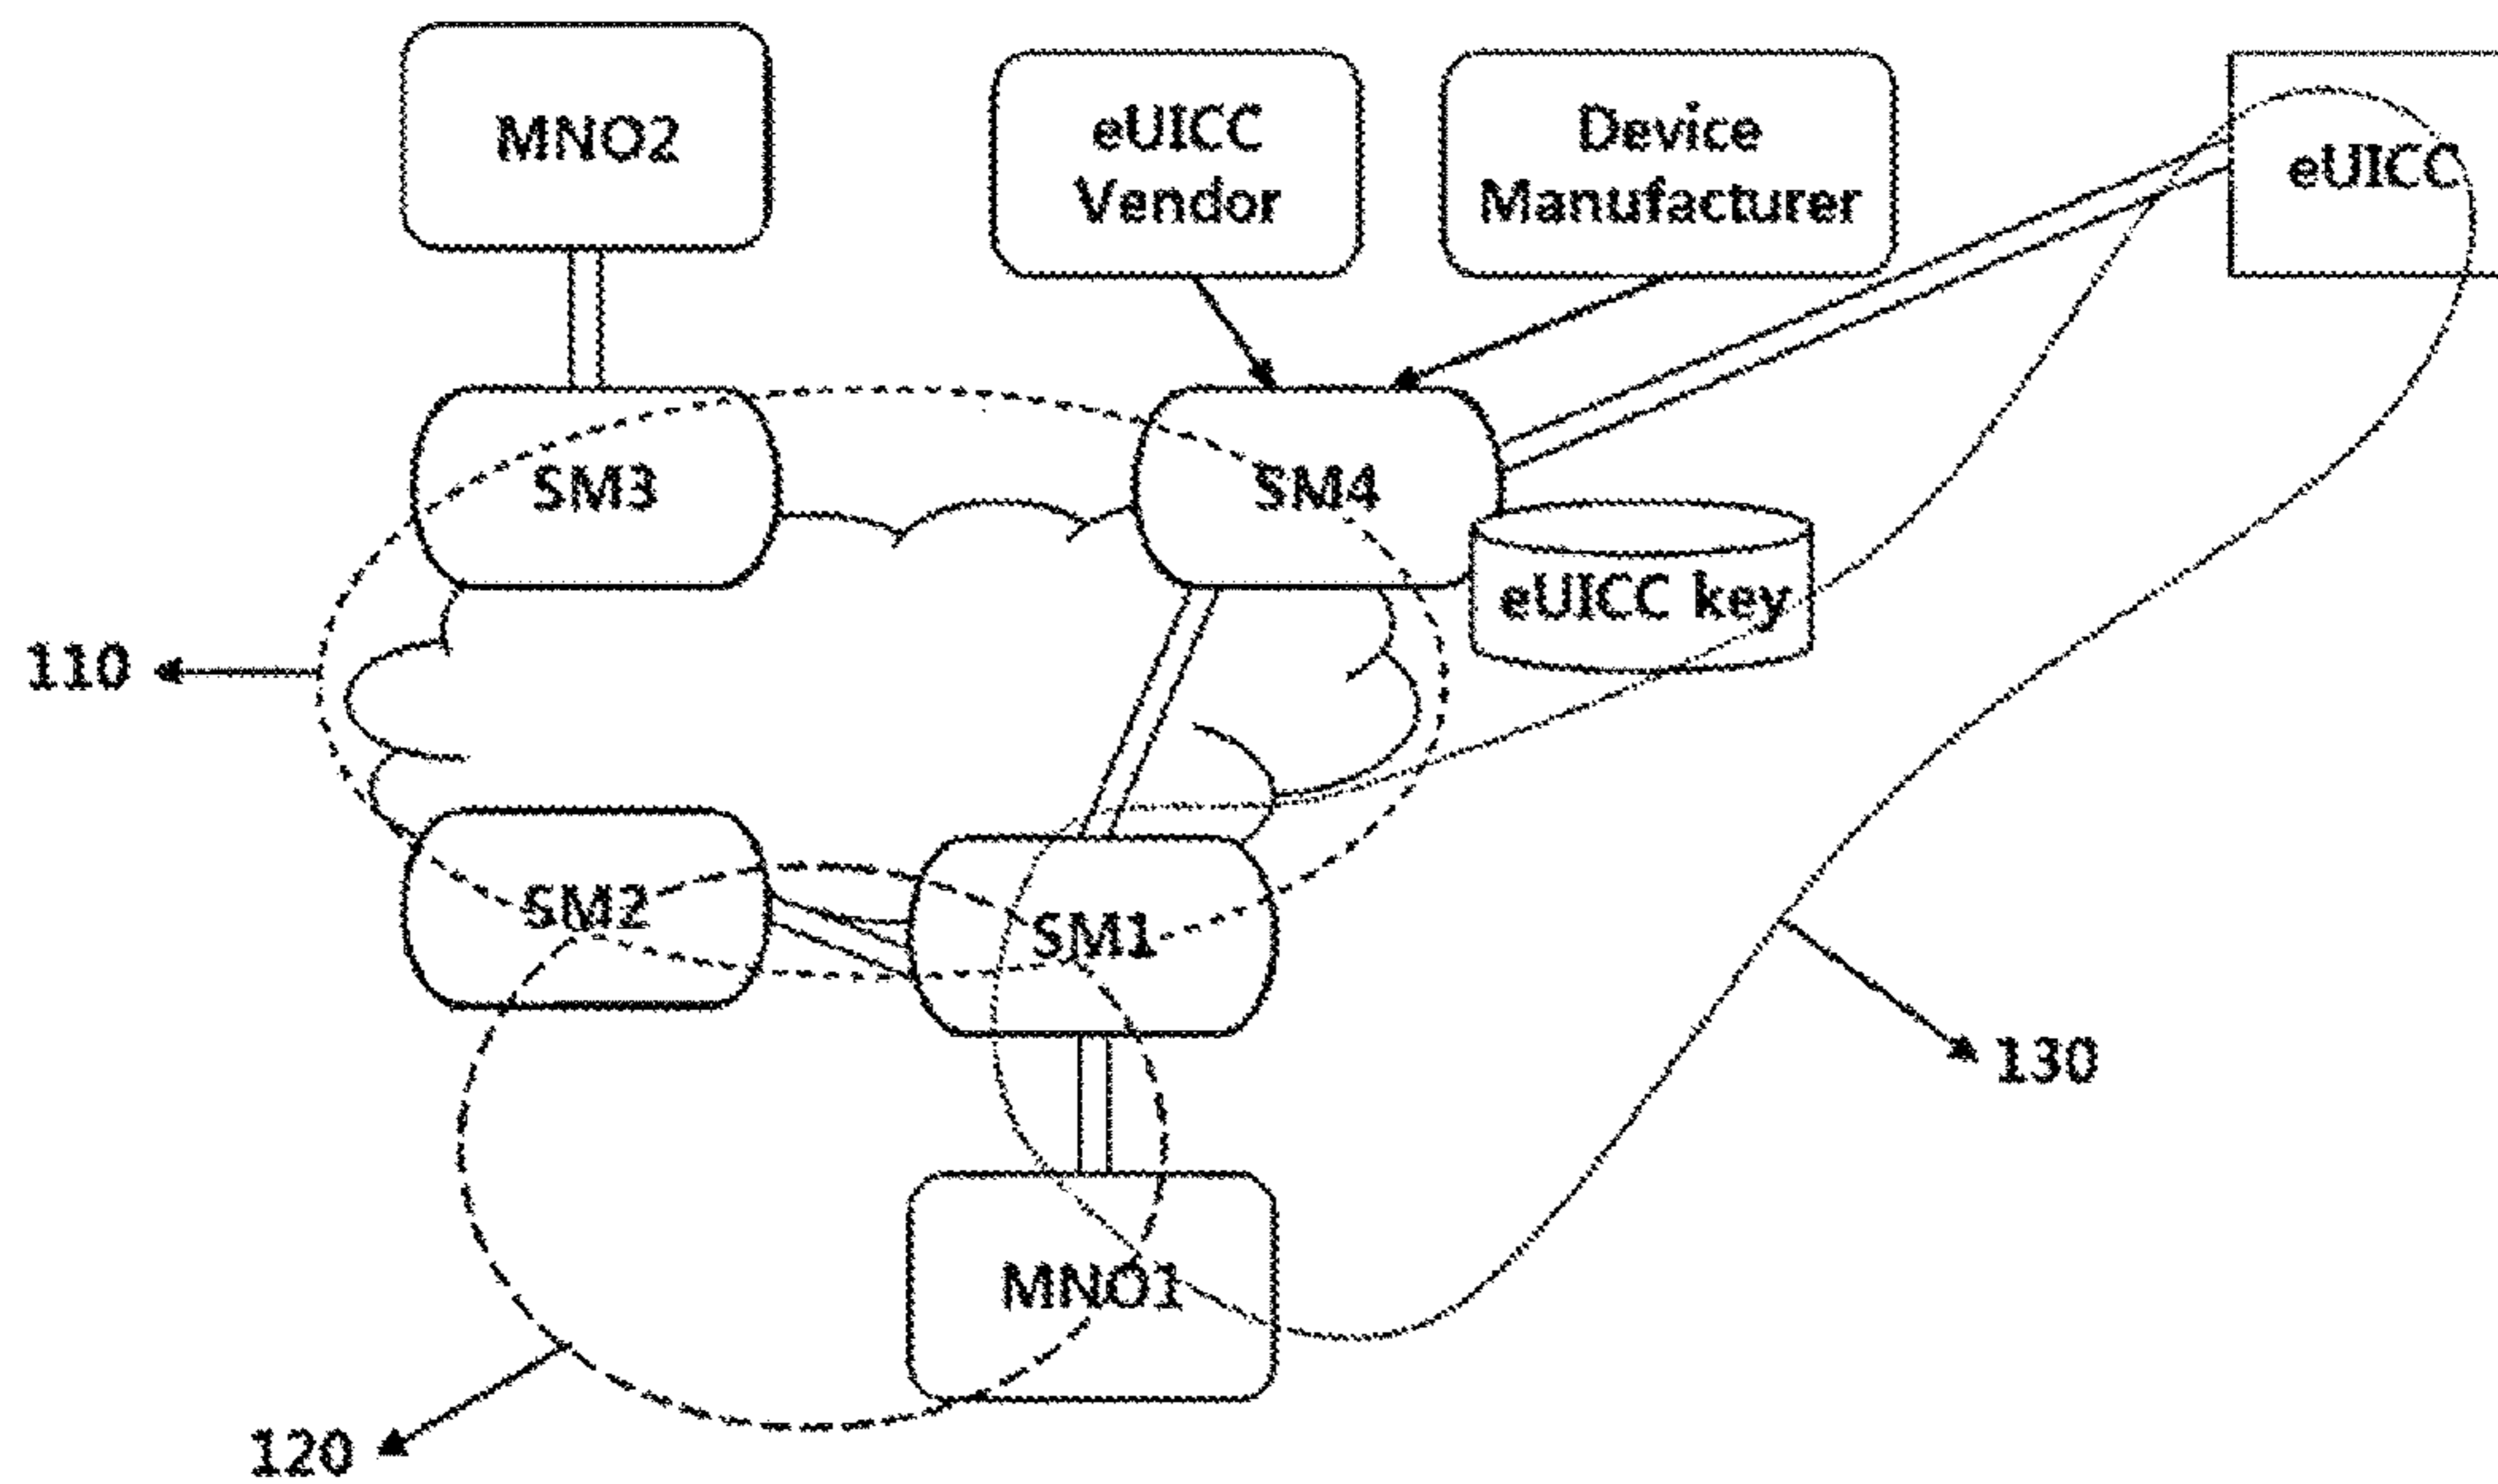 MNO2
eUICC
Vendor
Device
Manufacturer
eUICC
SM3
SM4
eUICC key
110
SM2
SM1
130
MNO1
120